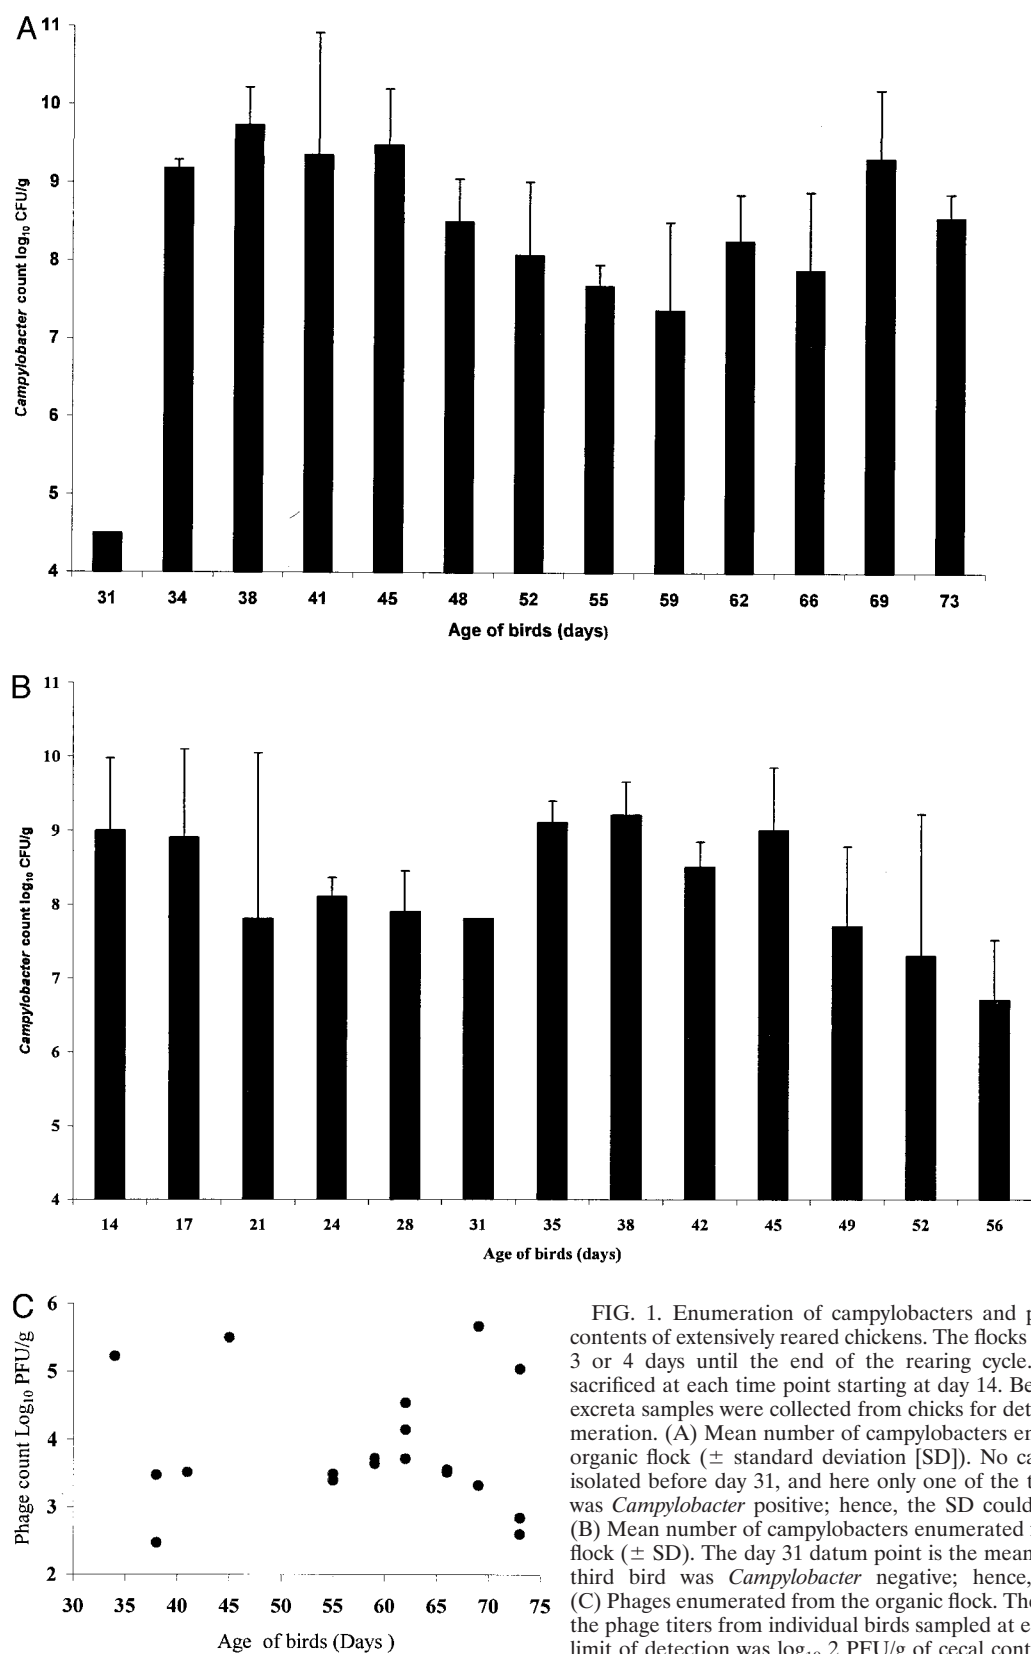 A
11
10
9
8
7
6
5
4
Campylobacter count log10 CFU/g
31 34 38 41 45 48 52 55 59 62 66 69 73
Age of birds (days)
B
11
10
9
8
7
6
5
4
Campylobacter count log10 CFU/g
14 17 21 24 28 31 35 38 42 45 49 52 56
Age of birds (days)
C
6
5
4
3
2
Phage count Log10 PFU/g
30 35 40 45 50 55 60 65 70 75
Age of birds (Days )
FIG. 1. Enumeration of campylobacters and p
contents of extensively reared chickens. The flocks
3 or 4 days until the end of the rearing cycle.
sacrificed at each time point starting at day 14. Be
excreta samples were collected from chicks for det
meration. (A) Mean number of campylobacters en
organic flock (± standard deviation [SD]). No ca
isolated before day 31, and here only one of the t
was Campylobacter positive; hence, the SD could
(B) Mean number of campylobacters enumerated
flock (± SD). The day 31 datum point is the mean
third bird was Campylobacter negative; hence,
(C) Phages enumerated from the organic flock. The
the phage titers from individual birds sampled at e
limit of detection was log10 2 PFU/g of cecal cont